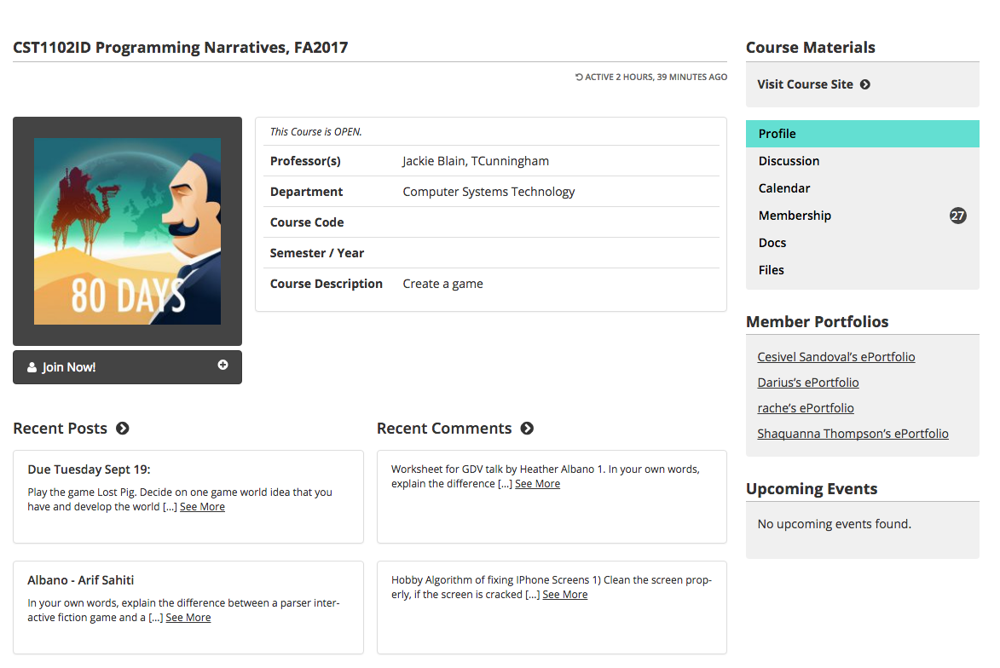 CST1102ID Programming Narratives, FA2017
ACTIVE 2 HOURS, 39 MINUTES AGO
80 DAYS
Join Now!
This Course is OPEN.
Professor(s) Jackie Blain, TCunningham
Department Computer Systems Technology
Course Code
Semester / Year
Course Description Create a game
Recent Posts
Due Tuesday Sept 19:
Play the game Lost Pig. Decide on one game world idea that you
have and develop the world [...] See More
Albano - Arif Sahiti
In your own words, explain the difference between a parser inter-
active fiction game and a [...] See More
Recent Comments
Worksheet for GDV talk by Heather Albano 1. In your own words,
explain the difference [...] See More
Hobby Algorithm of fixing IPhone Screens 1) Clean the screen prop-
erly, if the screen is cracked [...] See More
Course Materials
Visit Course Site
Profile
Discussion
Calendar
Membership 27
Docs
Files
Member Portfolios
Cesivel Sandoval's ePortfolio
Darius's ePortfolio
rache's ePortfolio
Shaquanna Thompson's ePortfolio
Upcoming Events
No upcoming events found.